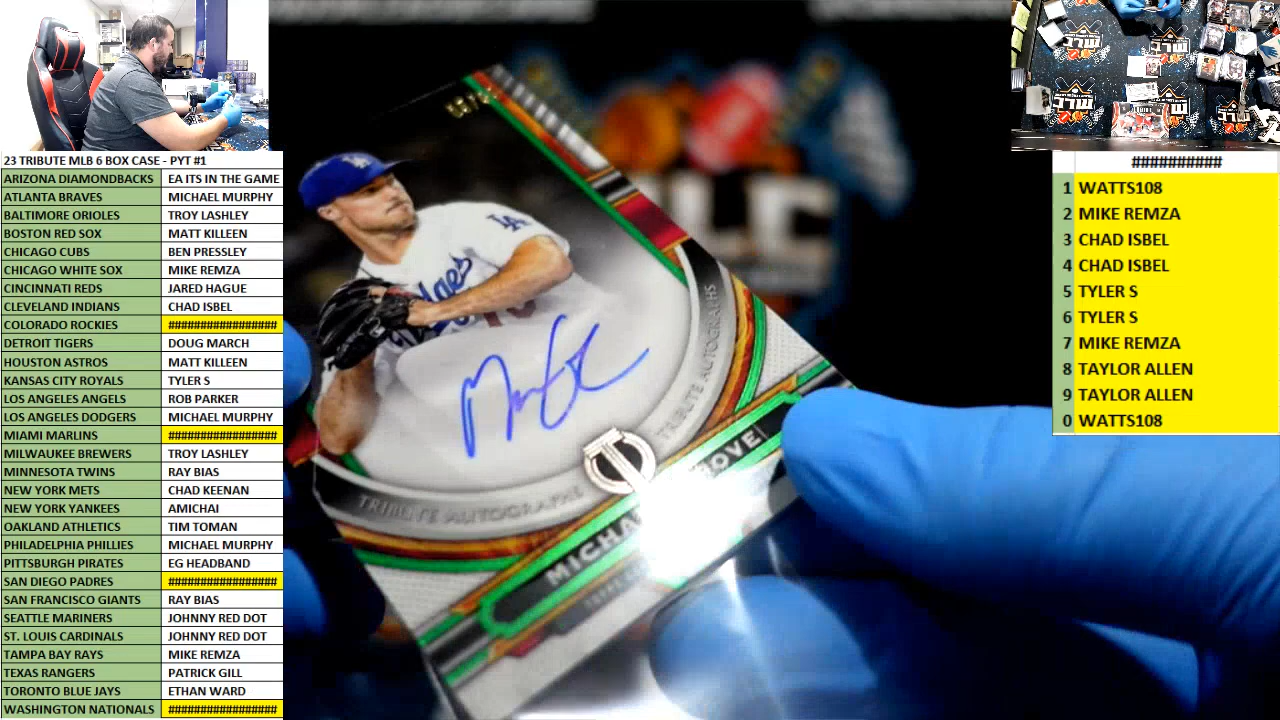 23 TRIBUTE MLB 6 BOX CASE - PYT #1
ARIZONA DIAMONDBACKS EA ITS IN THE GAME
ATLANTA BRAVES MICHAEL MURPHY
BALTIMORE ORIOLES TROY LASHLEY
BOSTON RED SOX MATT KILLEEN
CHICAGO CUBS BEN PRESSLEY
CHICAGO WHITE SOX MIKE REMZA
CINCINNATI REDS JARED HAGUE
CLEVELAND INDIANS CHAD ISBEL
COLORADO ROCKIES #################
DETROIT TIGERS DOUG MARCH
HOUSTON ASTROS MATT KILLEEN
KANSAS CITY ROYALS TYLER S
LOS ANGELES ANGELS ROB PARKER
LOS ANGELES DODGERS MICHAEL MURPHY
MIAMI MARLINS #################
MILWAUKEE BREWERS TROY LASHLEY
MINNESOTA TWINS RAY BIAS
NEW YORK METS CHAD KEENAN
NEW YORK YANKEES AMICHAI
OAKLAND ATHLETICS TIM TOMAN
PHILADELPHIA PHILLIES MICHAEL MURPHY
PITTSBURGH PIRATES EG HEADBAND
SAN DIEGO PADRES #################
SAN FRANCISCO GIANTS RAY BIAS
SEATTLE MARINERS JOHNNY RED DOT
ST. LOUIS CARDINALS JOHNNY RED DOT
TAMPA BAY RAYS MIKE REMZA
TEXAS RANGERS PATRICK GILL
TORONTO BLUE JAYS ETHAN WARD
WASHINGTON NATIONALS #################
LA
LA
Dodgers
TRIBUTE AUTOGRAPHS
TRIBUTE AUTOGRAPHS
T
##########
1 WATTS108
2 MIKE REMZA
3 CHAD ISBEL
4 CHAD ISBEL
5 TYLER S
6 TYLER S
7 MIKE REMZA
8 TAYLOR ALLEN
9 TAYLOR ALLEN
0 WATTS108